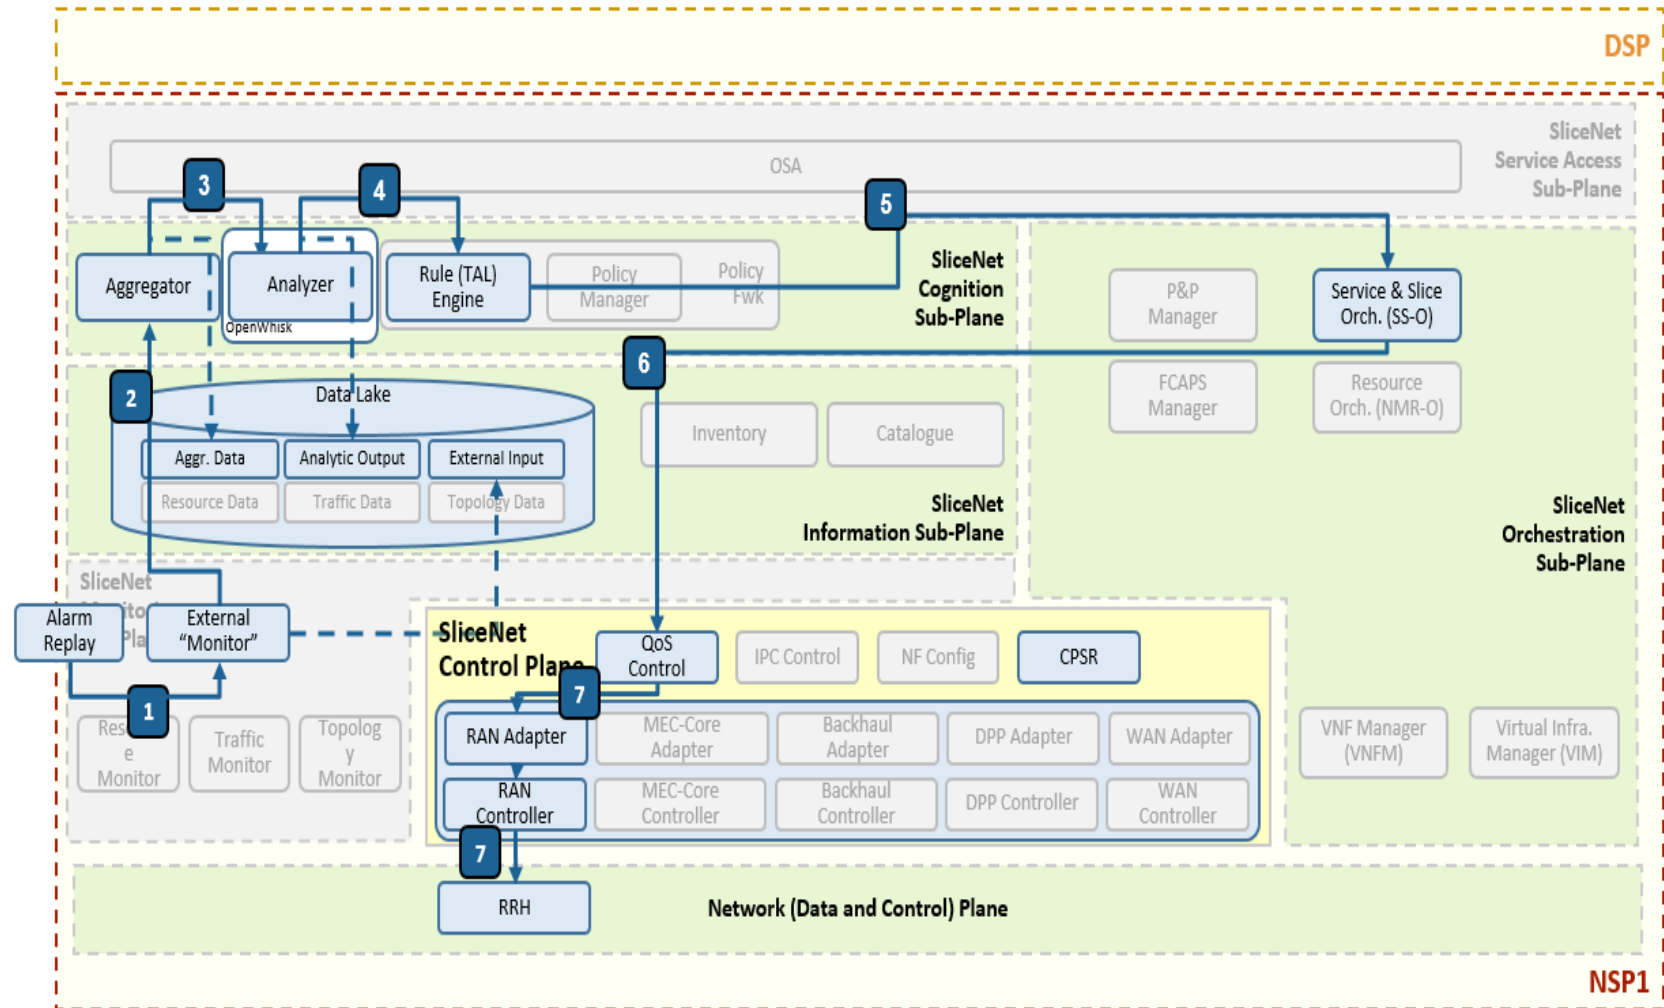 DSP
SliceNet
Service Access
Sub-Plane
OSA
3
4
5
Aggregator
Analyzer
OpenWhisk
Rule (TAL)
Engine
Policy
Manager
Policy
Fwk
SliceNet
Cognition
Sub-Plane
P&P
Manager
Service & Slice
Orch. (SS-O)
6
2
FCAPS
Manager
Resource
Orch. (NMR-O)
Data Lake
Inventory
Catalogue
Aggr. Data
Analytic Output
External Input
Resource Data
Traffic Data
Topology Data
SliceNet
Information Sub-Plane
SliceNet
Orchestration
Sub-Plane
SliceNet
Alarm
Replay
External
“Monitor”
1
SliceNet
Control Plane
QoS
Control
IPC Control
NF Config
CPSR
7
e
Monitor
Traffic
Monitor
Topolog
y
Monitor
RAN Adapter
MEC-Core
Adapter
Backhaul
Adapter
DPP Adapter
WAN Adapter
RAN
Controller
MEC-Core
Controller
Backhaul
Controller
DPP Controller
WAN
Controller
VNF Manager
(VNFM)
Virtual Infra.
Manager (VIM)
7
RRH
Network (Data and Control) Plane
NSP1